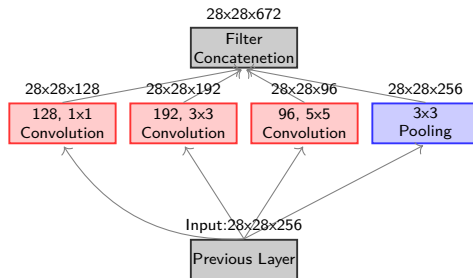 28x28x672
Filter
Concatenetion
28x28x128 28x28x192 28x28x96 28x28x256
128, 1x1
Convolution
192, 3x3
Convolution
96, 5x5
Convolution
3x3
Pooling
Input:28x28x256
Previous Layer